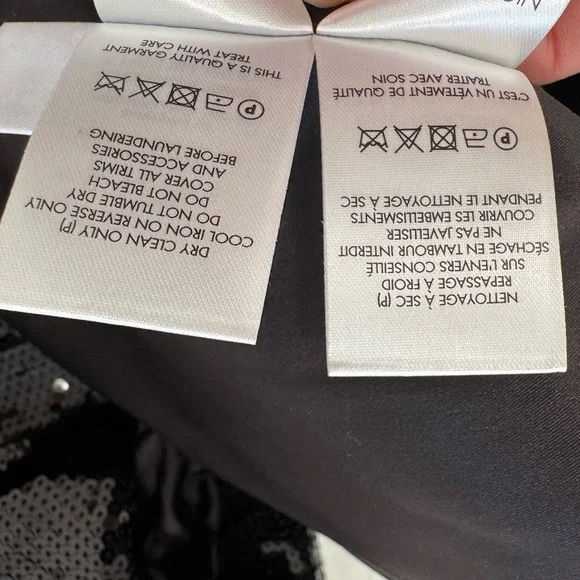 DRY CLEAN ONLY (P)
COOL IRON ON REVERSE ONLY
DO NOT TUMBLE DRY
DO NOT BLEACH
COVER ALL TRIMS
AND ACCESSORIES
BEFORE LAUNDERING
P
THIS IS A QUALITY GARMENT
TREAT WITH CARE
NETTOYAGE À SEC (P)
REPASSAGE À FROID
SUR L'ENVERS CONSEILLÉ
SÉCHAGE EN TAMBOUR INTERDIT
NE PAS JAVELLISER
COUVRIR LES EMBELLISMENTS
PENDANT LE NETTOYAGE À SEC
P
C'EST UN VÊTEMENT DE QUALITÉ
TRAITER AVEC SOIN